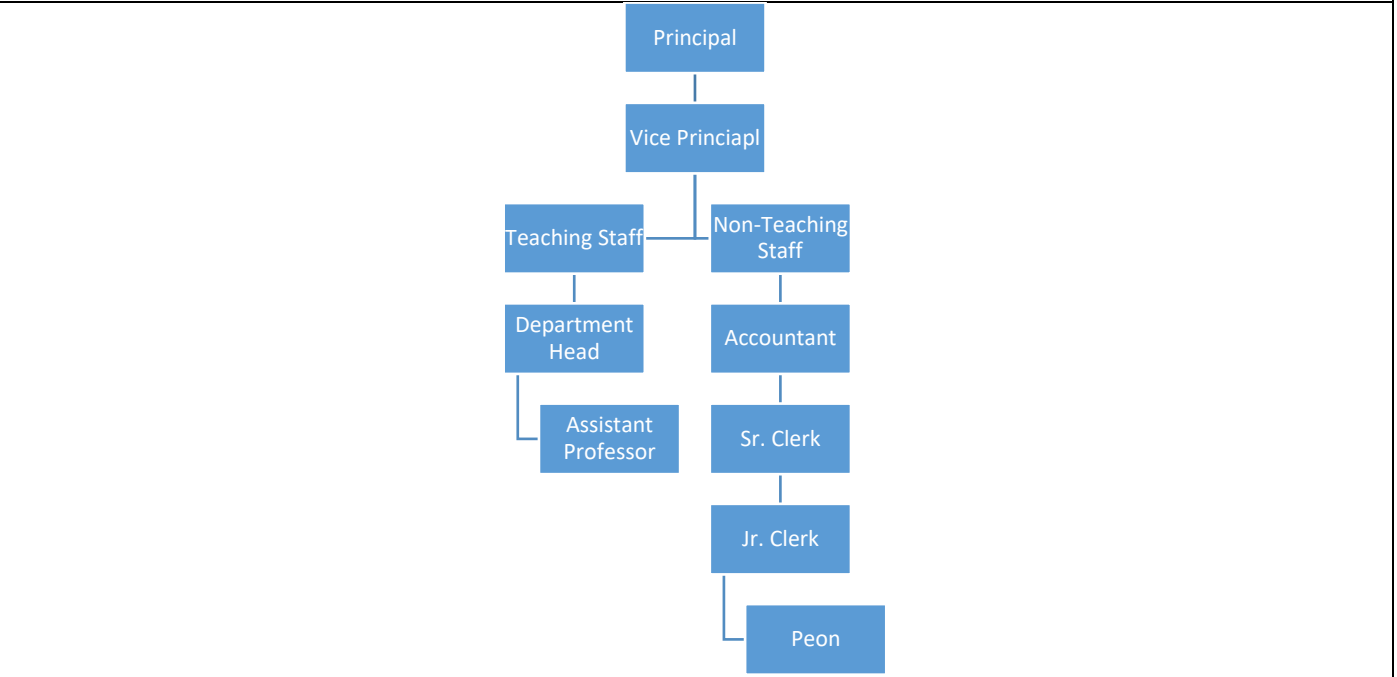 Principal
Vice Princiapl
Teaching Staff
Non-Teaching
Staff
Department
Head
Accountant
Assistant
Professor
Sr. Clerk
Jr. Clerk
Peon